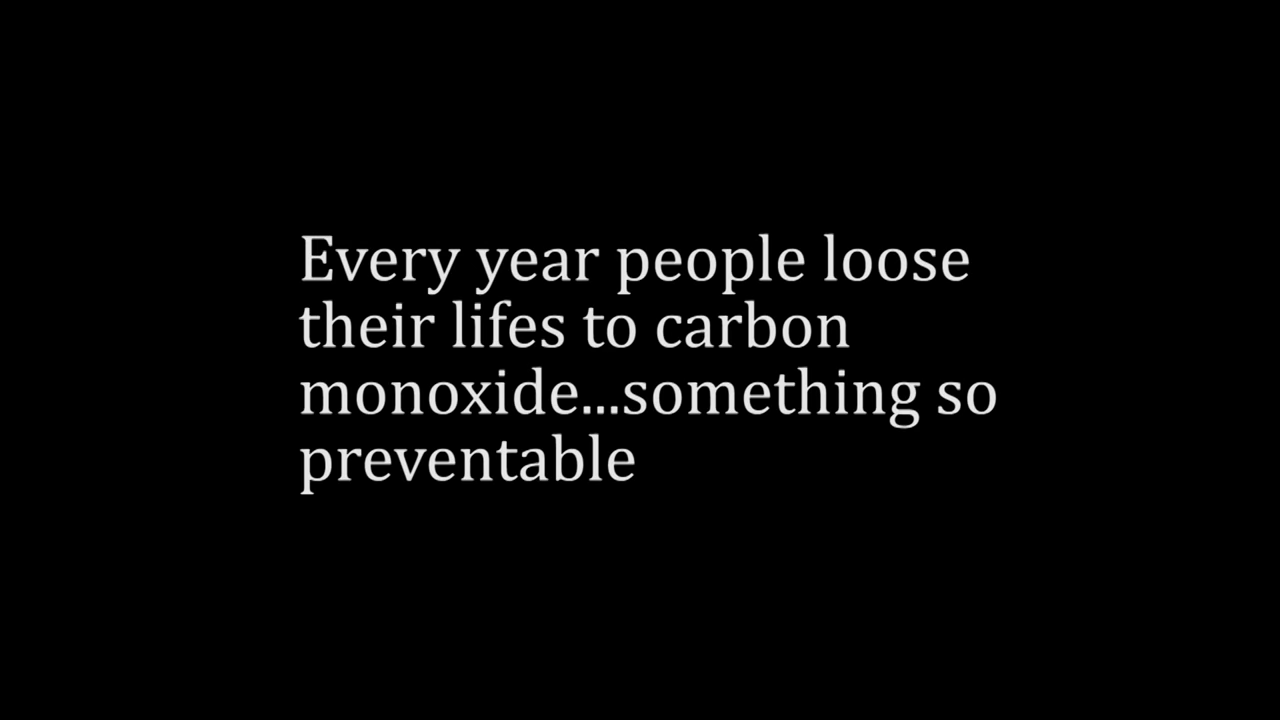 Every year people loose
their lifes to carbon
monoxide...something so
preventable